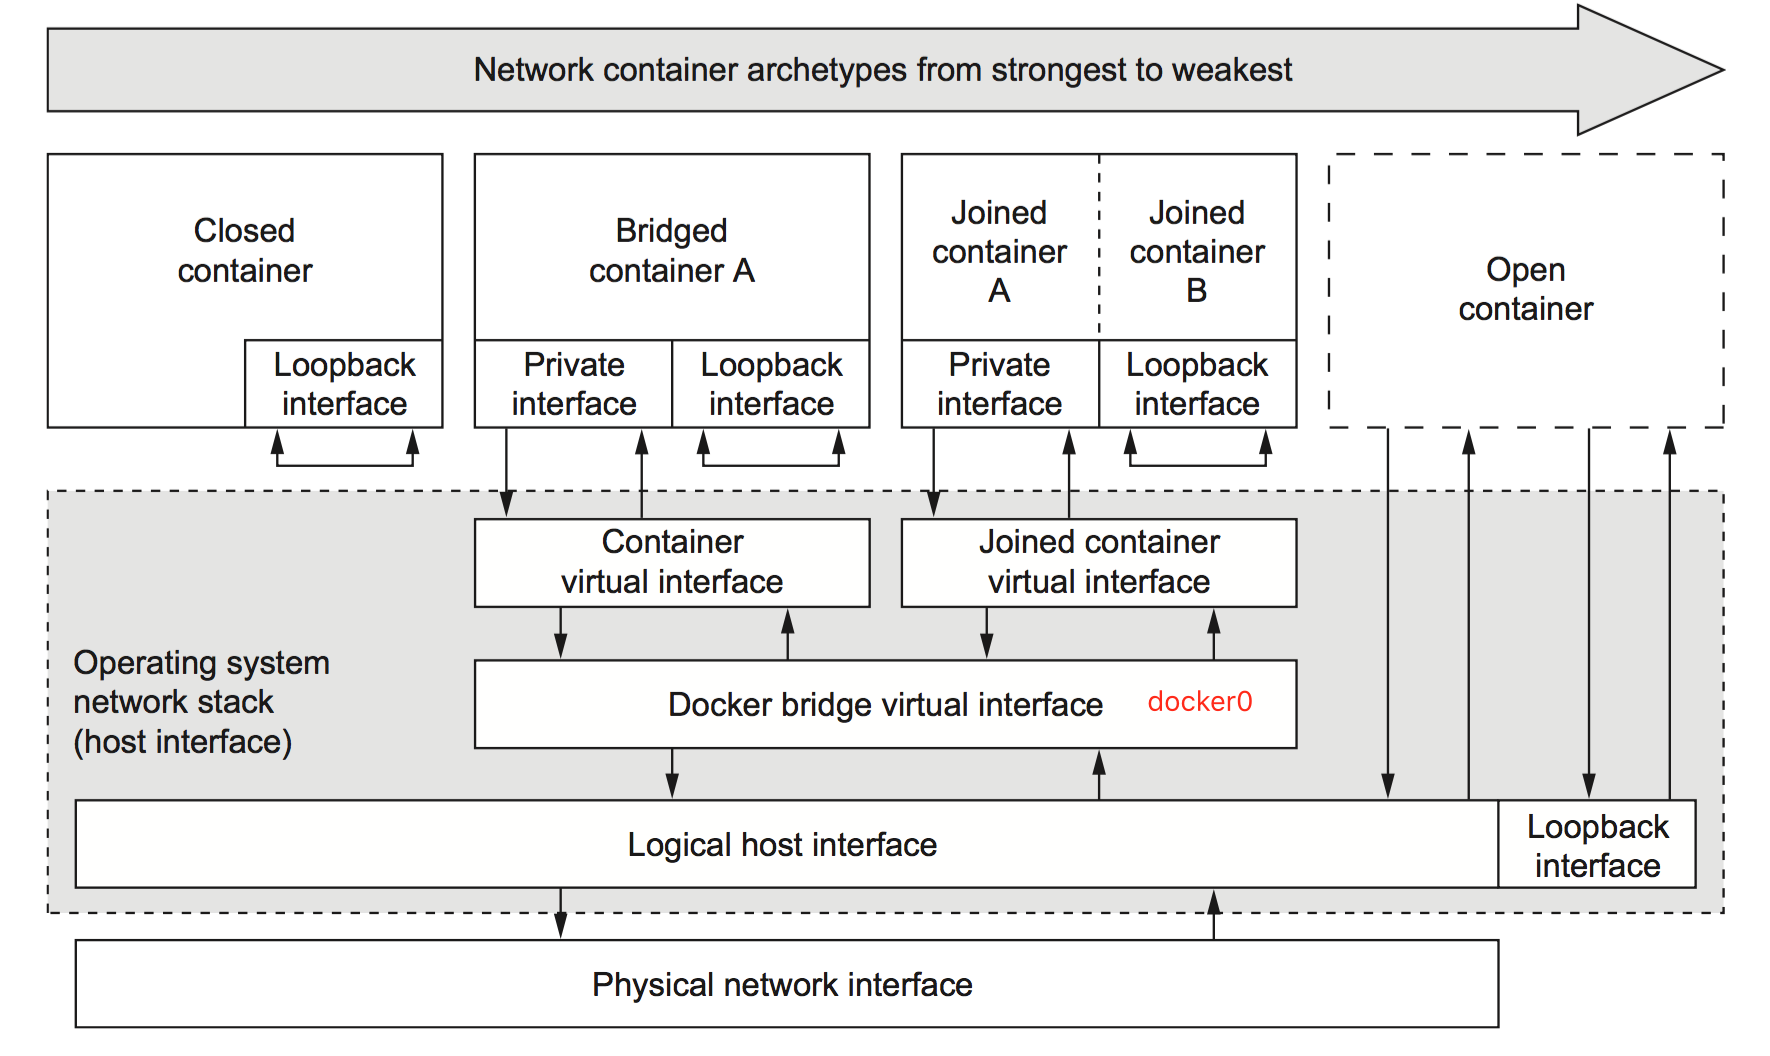 Network container archetypes from strongest to weakest
Closed
container
Loopback
interface
Bridged
container A
Private
interface
Loopback
interface
Joined
container
A
Joined
container
B
Private
interface
Loopback
interface
Open
container
Container
virtual interface
Joined container
virtual interface
Operating system
network stack
(host interface)
Docker bridge virtual interface
docker0
Logical host interface
Loopback
interface
Physical network interface